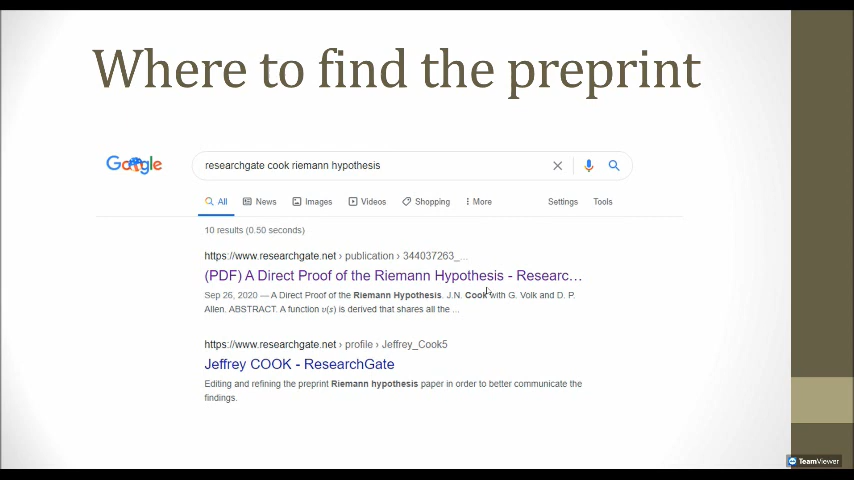 Where to find the preprint
Google
researchgate cook riemann hypothesis
All News Images Videos Shopping More Settings Tools
10 results (0.50 seconds)
https://www.researchgate.net › publication › 344037263_...
(PDF) A Direct Proof of the Riemann Hypothesis - Researc...
Sep 26, 2020 — A Direct Proof of the Riemann Hypothesis. J.N. Cook with G. Volk and D. P.
Allen. ABSTRACT. A function υ(s) is derived that shares all the ...
https://www.researchgate.net › profile › Jeffrey_Cook5
Jeffrey COOK - ResearchGate
Editing and refining the preprint Riemann hypothesis paper in order to better communicate the
findings.
TeamViewer